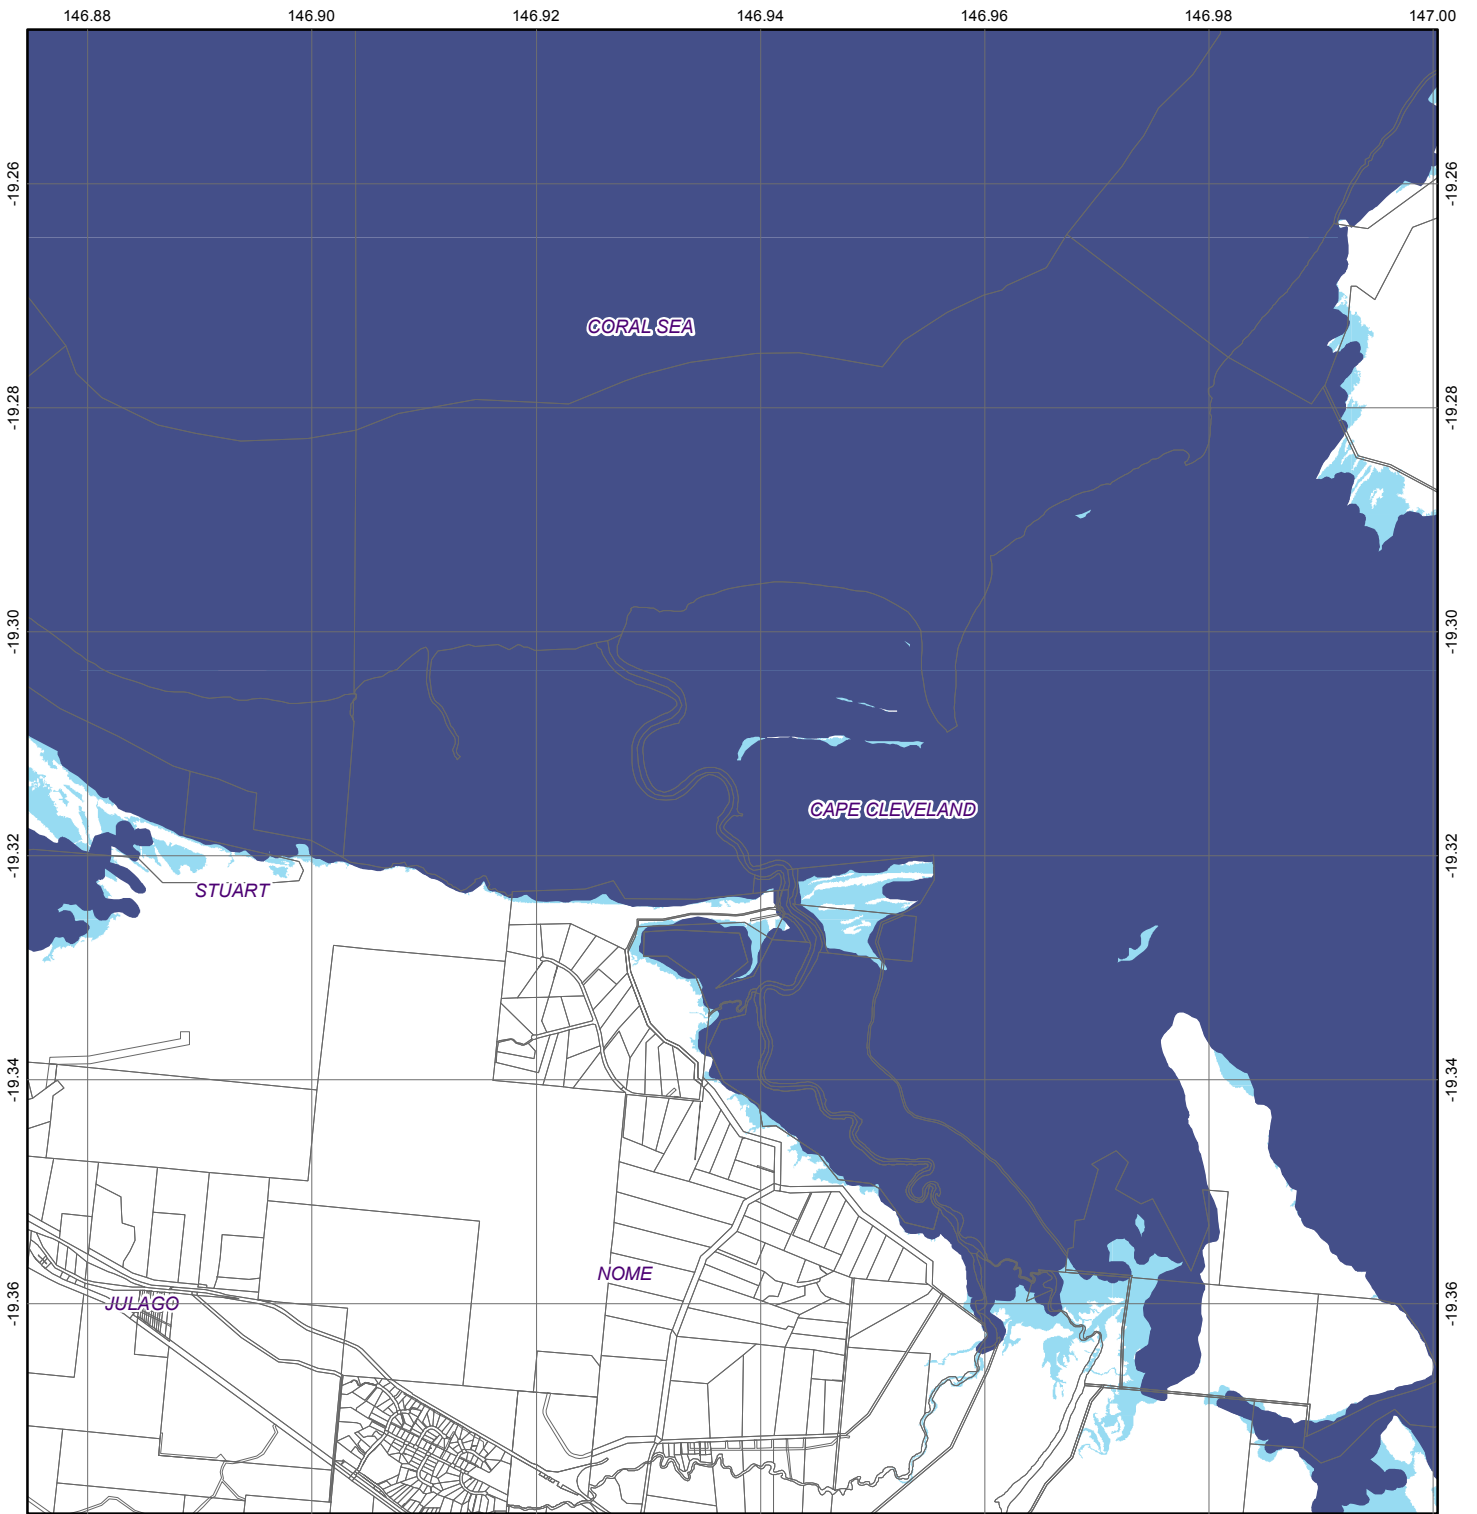 146.88 146.90 146.92 146.94 146.96 146.98 147.00
-19.26 -19.26
CORAL SEA
-19.28 -19.28
-19.30 -19.30
CAPE CLEVELAND
-19.32 -19.32
STUART
-19.34 -19.34
NOME
JULAGO
-19.36 -19.36